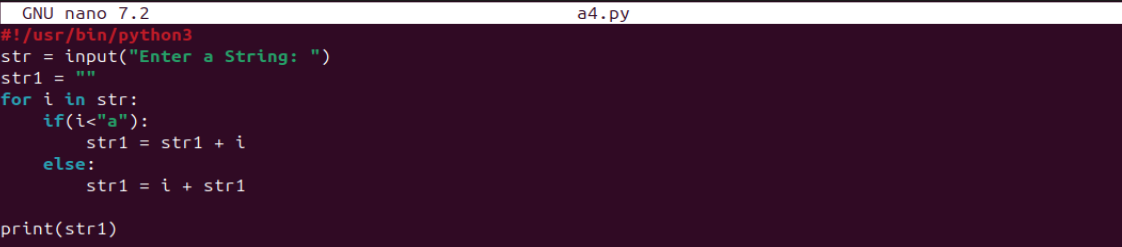 GNU nano 7.2 a4.py
#!/usr/bin/python3
str = input("Enter a String: ")
str1 = ""
for i in str:
    if(i<"a"):
        str1 = str1 + i
    else:
        str1 = i + str1

print(str1)